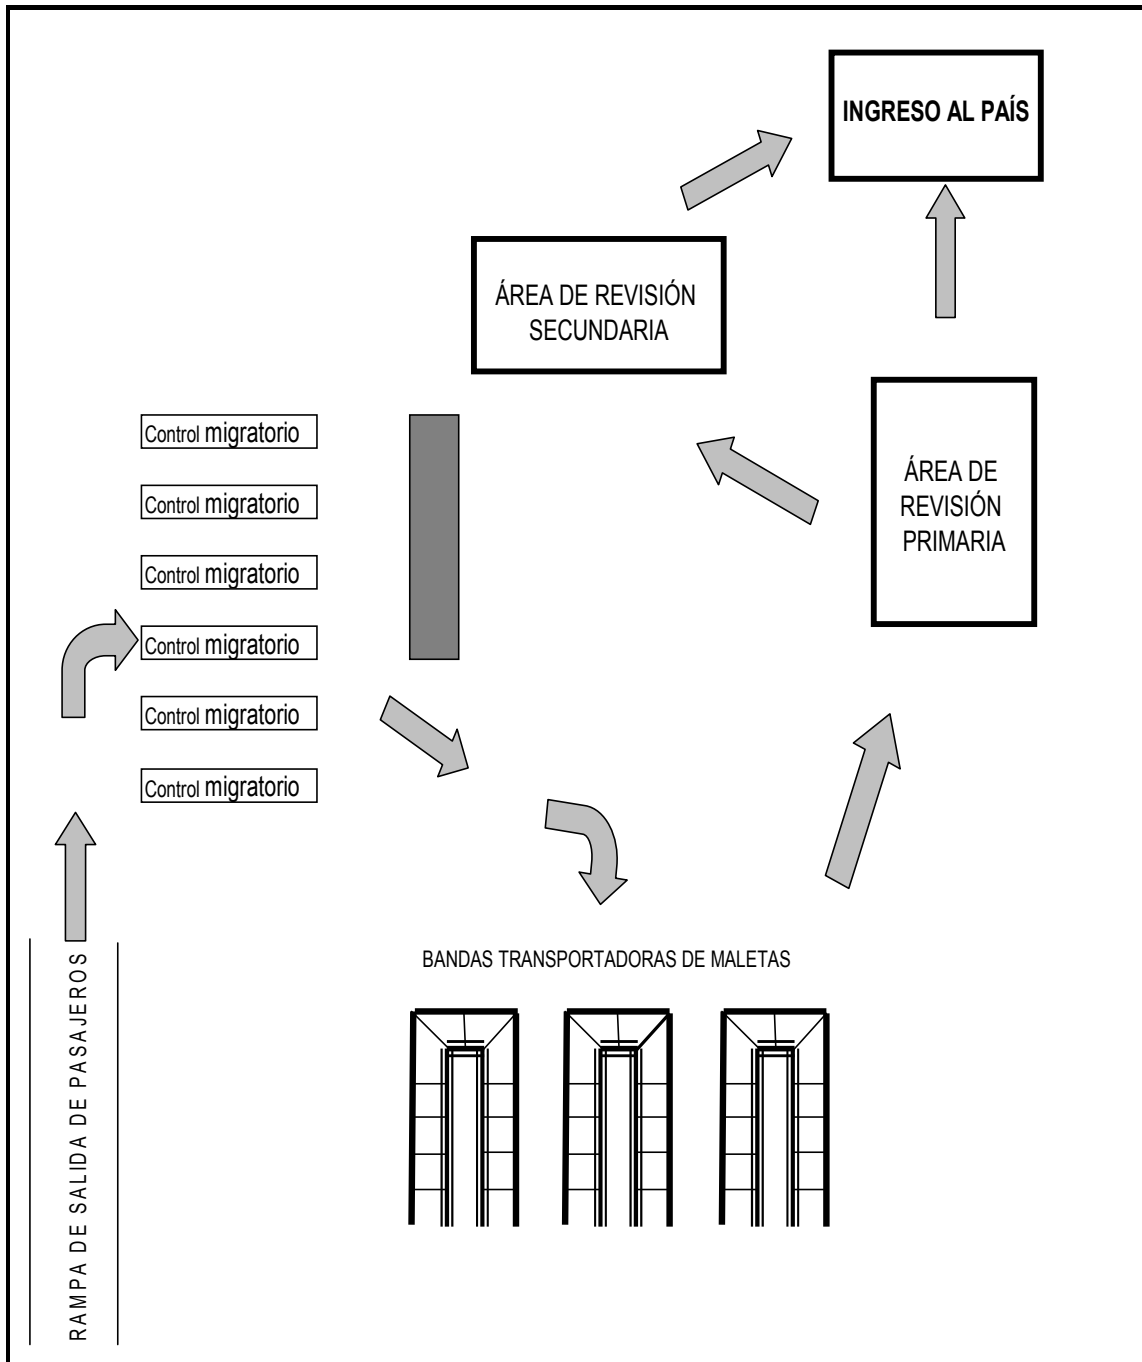 INGRESO AL PAÍS
ÁREA DE REVISIÓN
SECUNDARIA
ÁREA DE
REVISIÓN
PRIMARIA
Control migratorio
Control migratorio
Control migratorio
Control migratorio
Control migratorio
Control migratorio
BANDAS TRANSPORTADORAS DE MALETAS
RAMPA DE SALIDA DE PASAJEROS